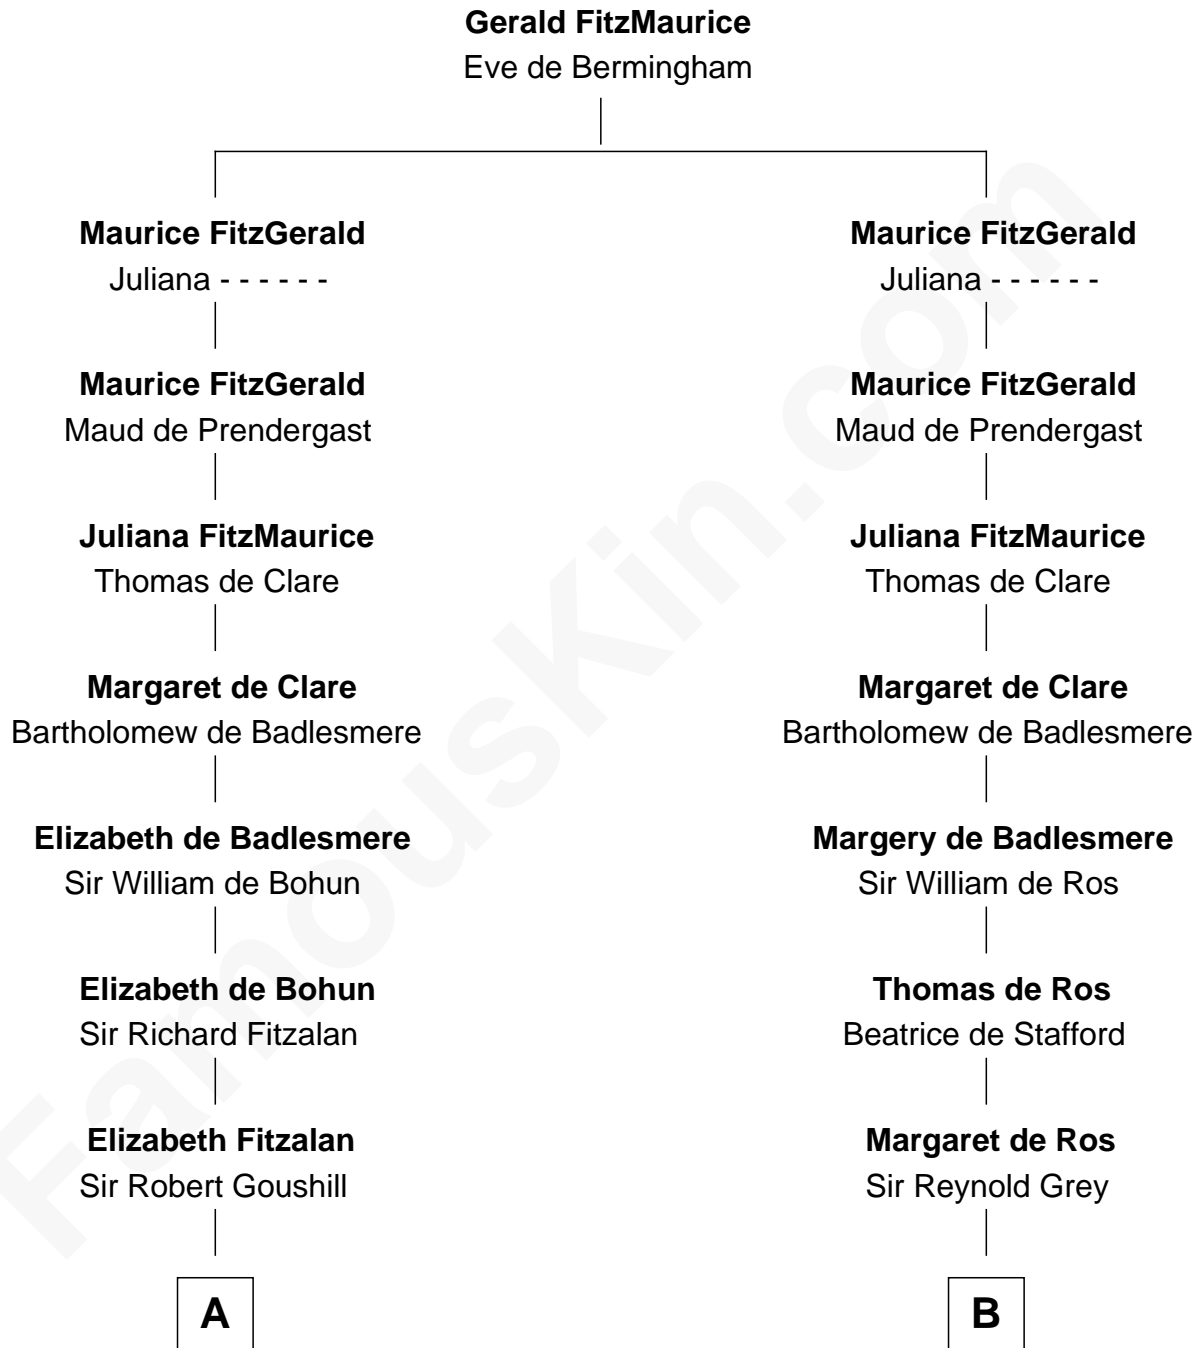 Gerald FitzMaurice
Eve de Bermingham
Maurice FitzGerald
Juliana - - - - - -
Maurice FitzGerald
Maud de Prendergast
Juliana FitzMaurice
Thomas de Clare
Margaret de Clare
Bartholomew de Badlesmere
Elizabeth de Badlesmere
Sir William de Bohun
Elizabeth de Bohun
Sir Richard Fitzalan
Elizabeth Fitzalan
Sir Robert Goushill
A
Maurice FitzGerald
Juliana - - - - - -
Maurice FitzGerald
Maud de Prendergast
Juliana FitzMaurice
Thomas de Clare
Margaret de Clare
Bartholomew de Badlesmere
Margery de Badlesmere
Sir William de Ros
Thomas de Ros
Beatrice de Stafford
Margaret de Ros
Sir Reynold Grey
B
FamousKin.com